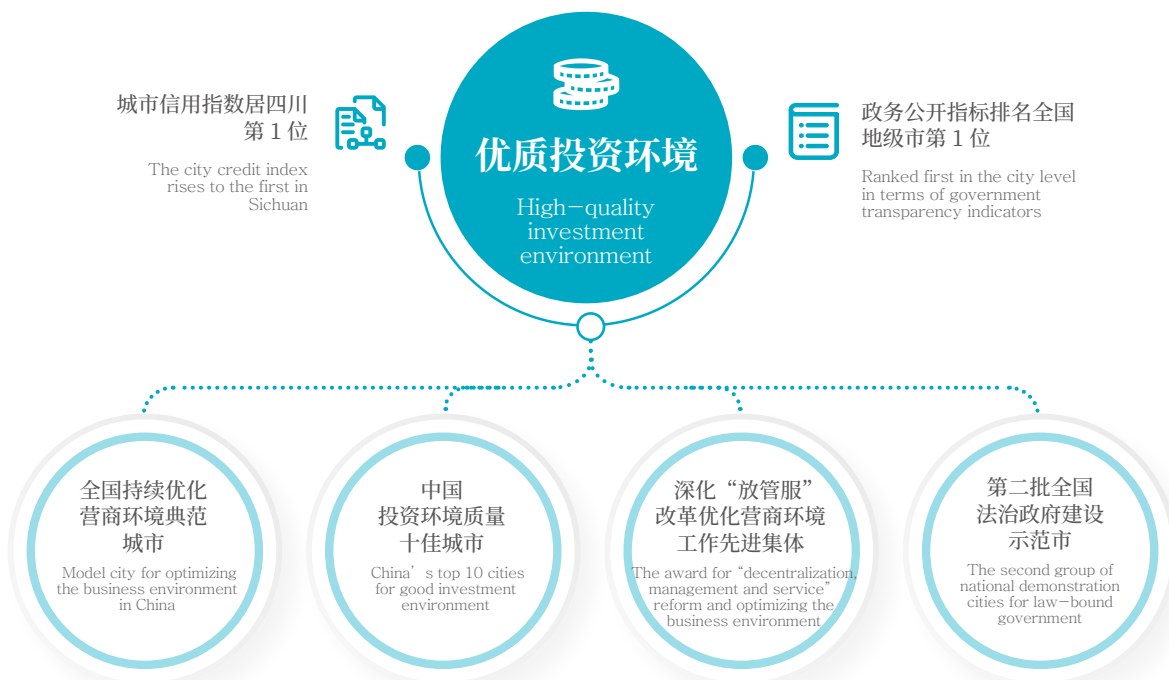 城市信用指数居四川
第 1 位
The city credit index
rises to the first in
Sichuan
优质投资环境
High-quality
investment
environment
政务公开指标排名全国
地级市第 1 位
Ranked first in the city level
in terms of government
transparency indicators
全国持续优化
营商环境典范
城市
Model city for optimizing
the business environment
in China
中国
投资环境质量
十佳城市
China's top 10 cities
for good investment
environment
深化“放管服”
改革优化营商环境
工作先进集体
The award for “decentralization,
management and service”
reform and optimizing the
business environment
第二批全国
法治政府建设
示范市
The second group of
national demonstration
cities for law-bound
government